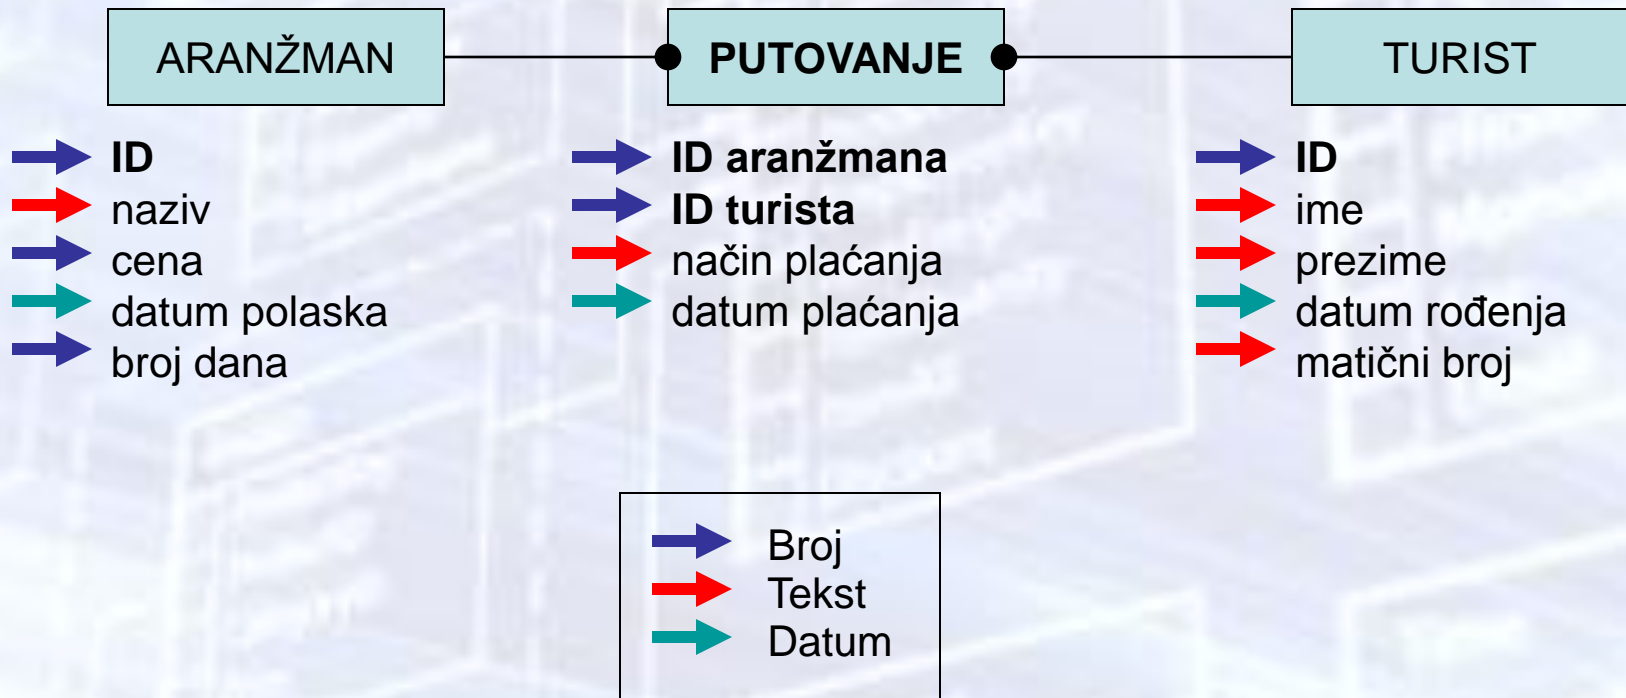 ARANŽMAN
PUTOVANJE
TURIST
ID
naziv
cena
datum polaska
broj dana
ID aranžmana
ID turista
način plaćanja
datum plaćanja
ID
ime
prezime
datum rođenja
matični broj
Broj
Tekst
Datum